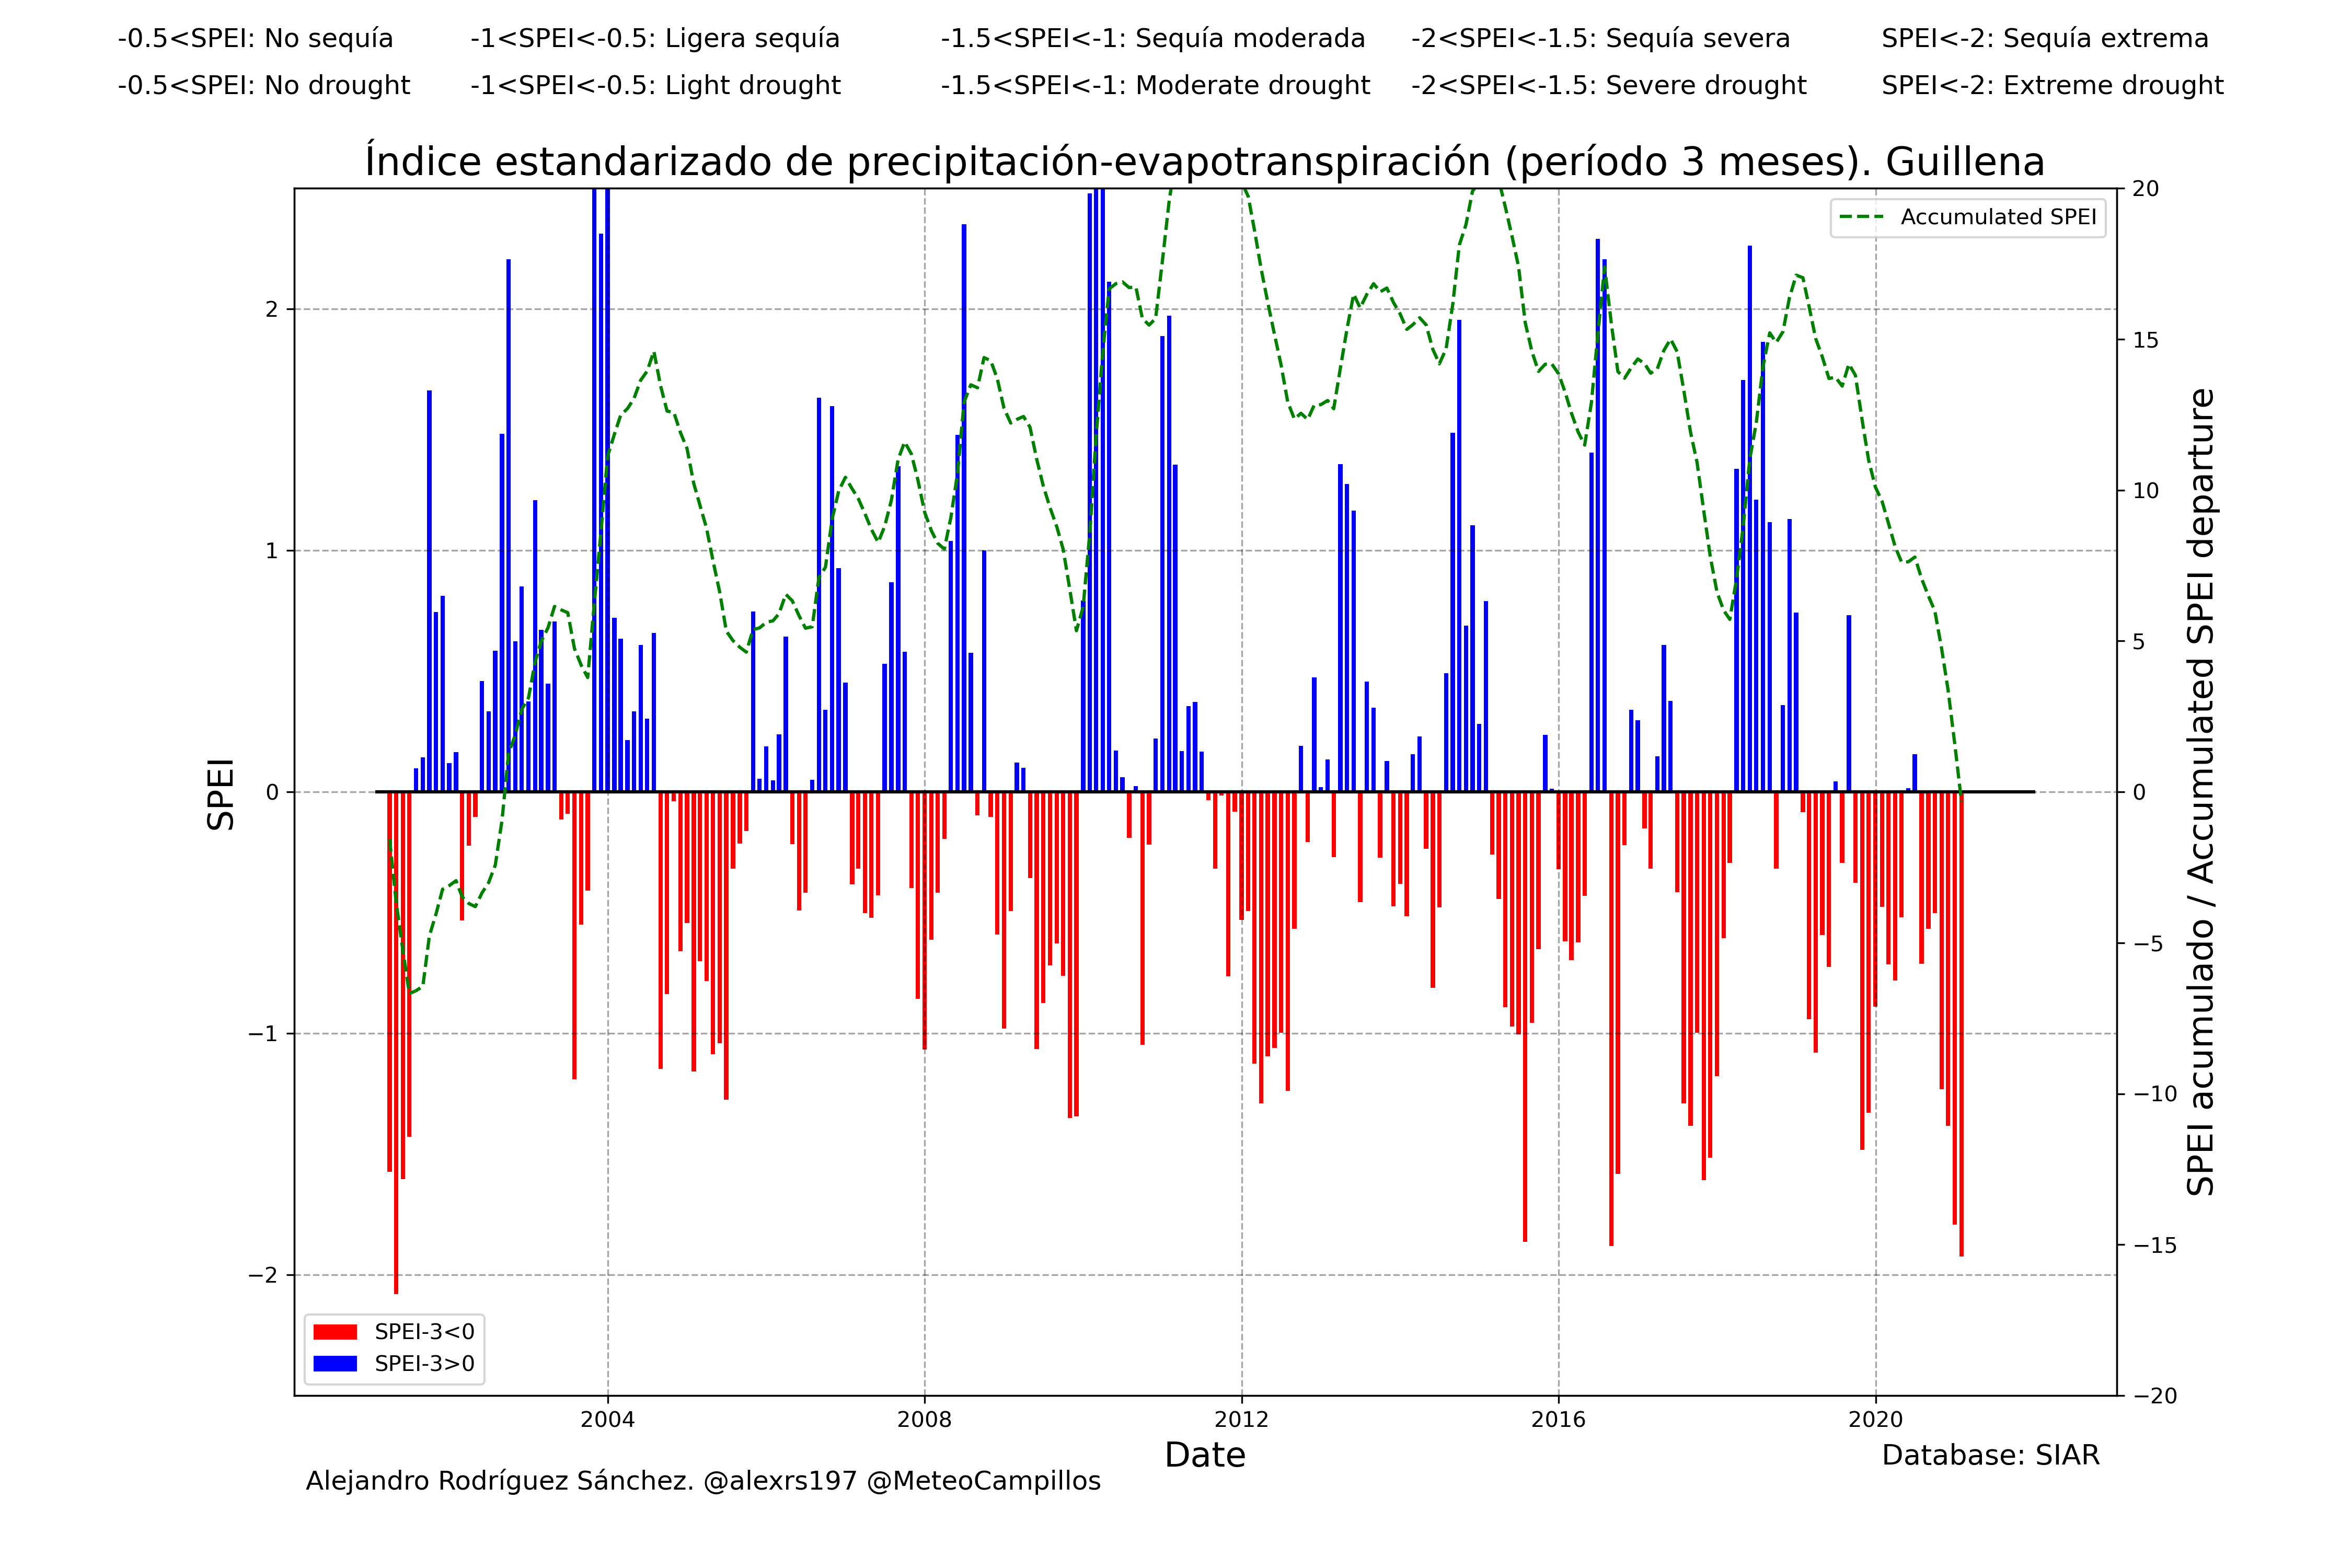 -0.5<SPEI: No sequía -1<SPEI<-0.5: Ligera sequía -1.5<SPEI<-1: Sequía moderada -2<SPEI<-1.5: Sequía severa SPEI<-2: Sequía extrema
-0.5<SPEI: No drought -1<SPEI<-0.5: Light drought -1.5<SPEI<-1: Moderate drought -2<SPEI<-1.5: Severe drought SPEI<-2: Extreme drought
Índice estandarizado de precipitación-evapotranspiración (período 3 meses). Guillena
Accumulated SPEI
2
1
0
−1
−2
SPEI
20
15
10
5
0
−5
−10
−15
−20
SPEI acumulado / Accumulated SPEI departure
SPEI-3<0
SPEI-3>0
2004 2008 2012 2016 2020
Date
Database: SIAR
Alejandro Rodríguez Sánchez. @alexrs197 @MeteoCampillos